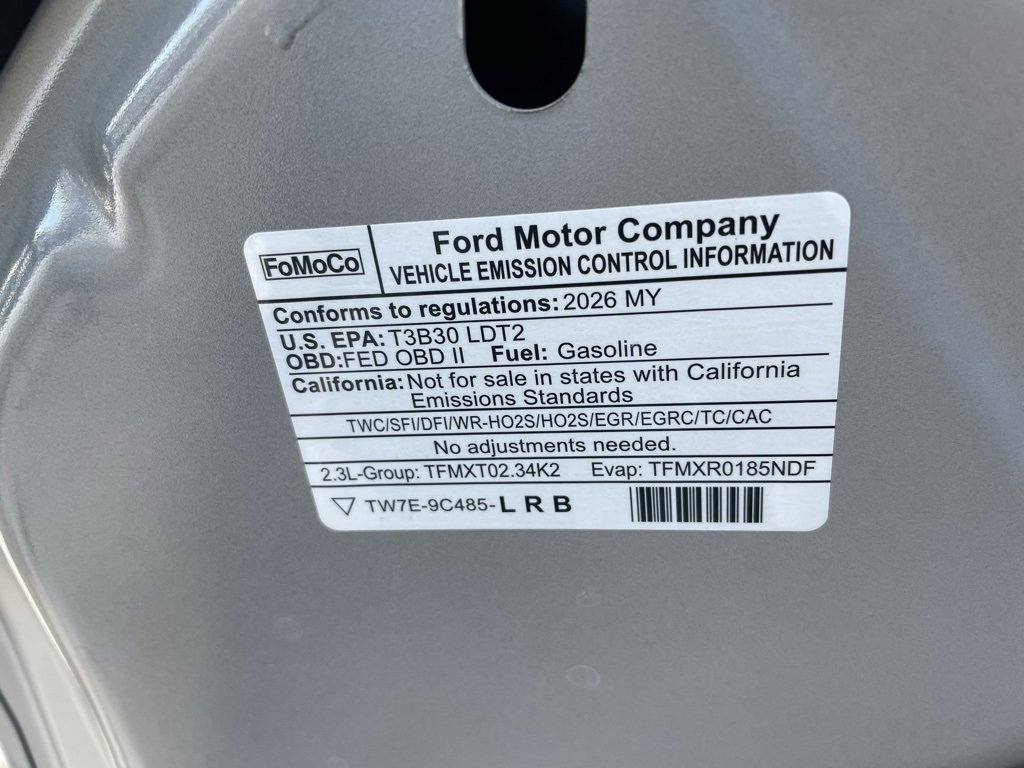 FoMoCo
Ford Motor Company
VEHICLE EMISSION CONTROL INFORMATION
Conforms to regulations: 2026 MY
U.S. EPA: T3B30 LDT2
OBD:FED OBD II Fuel: Gasoline
California: Not for sale in states with California
Emissions Standards
TWC/SFI/DFI/WR-HO2S/HO2S/EGR/EGRC/TC/CAC
No adjustments needed.
2.3L-Group: TFMXT02.34K2 Evap: TFMXR0185NDF
TW7E-9C485-L R B